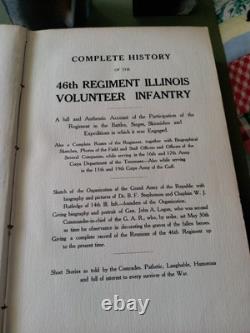 COMPLETE HISTORY
OF THE
46th REGIMENT ILLINOIS
VOLUNTEER INFANTRY
A full and Authentic Account of the Participation of the
Regiment in the Battles, Sieges, Skirmishes and
Expeditions in which it was Engaged.
Also a Complete Roster of the Regiment, together with Biographical
Sketches, Photos of the Field and Staff Officers and Officers of the
Several Companies, while serving in the 16th and 17th Army
Corps Department of the Tennessee—Also while serving
in the 11th and 19th Corps Army of the Gulf.
Sketch of the Organization of the Grand Army of the Republic with
biography and pictures of Dr. B. F. Stephenson and Chaplain W. J.
Rutledge of 14th Ill. Inft.—founders of the Organization.
Giving biography and portrait of Gen. John A. Logan, who was second
Commander-in-chief of the G. A. R., who, by order, set May 30th
as time for observance in decorating the graves of the fallen heroes.
Giving a complete record of the Reunions of the 46th Regiment up
to the present time.
Short Stories as told by the Comrades. Pathetic, Laughable, Humorous
and full of interest to every survivor of the War.